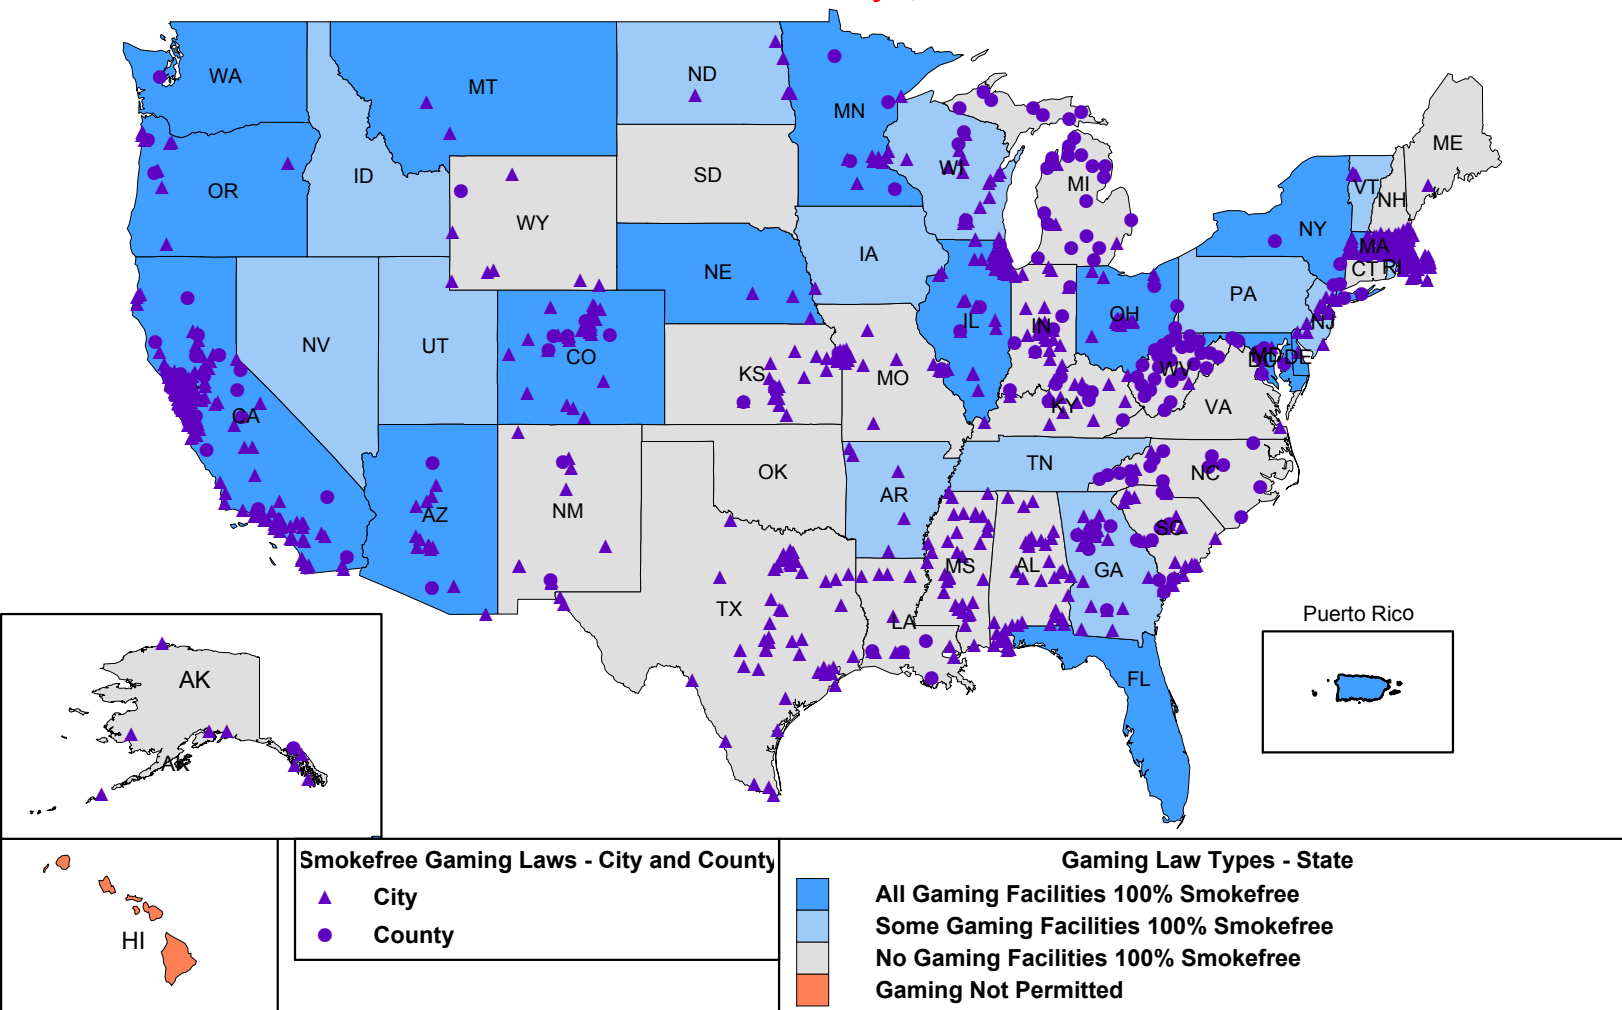 WA
MT
ND
MN
OR
ID
WY
SD
WI
MI
ME
VT
NH
NY
MA
CT
RI
NE
IA
PA
NJ
NV
UT
CO
CA
KS
MO
IL
IN
OH
WV
MD
DC
DE
KY
VA
AZ
NM
OK
AR
TN
NC
SC
TX
LA
MS
AL
GA
FL
Puerto Rico
AK
AK
HI
Smokefree Gaming Laws - City and County
City
County
Gaming Law Types - State
All Gaming Facilities 100% Smokefree
Some Gaming Facilities 100% Smokefree
No Gaming Facilities 100% Smokefree
Gaming Not Permitted